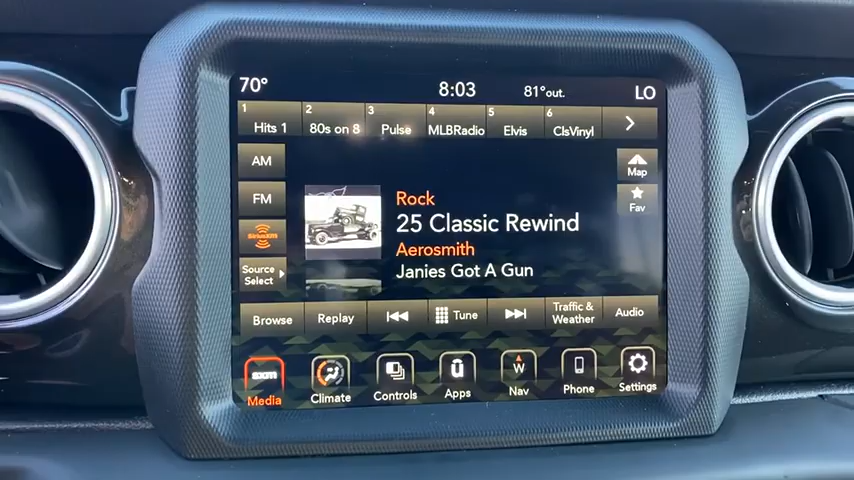 70° 8:03 81°out. LO
1 Hits 1 2 80s on 8 3 Pulse 4 MLBRadio 5 Elvis 6 ClsVinyl
AM
Map
FM
Fav
SiriusXM
Source
Select
Rock
25 Classic Rewind
Aerosmith
Janies Got A Gun
Browse Replay Tune Traffic & Weather Audio
sxm W
Media Climate Controls Apps Nav Phone Settings